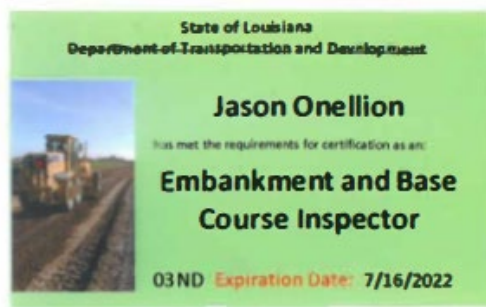 State of Louisiana
Department of Transportation and Development
Jason Onellion
has met the requirements for certification as an:
Embankment and Base
Course Inspector
03ND Expiration Date: 7/16/2022